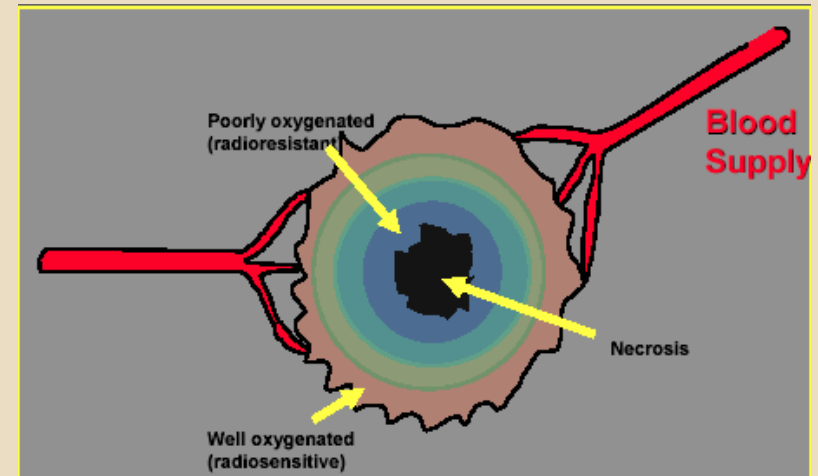 Poorly oxygenated
(radioresistant)
Blood
Supply
Necrosis
Well oxygenated
(radiosensitive)